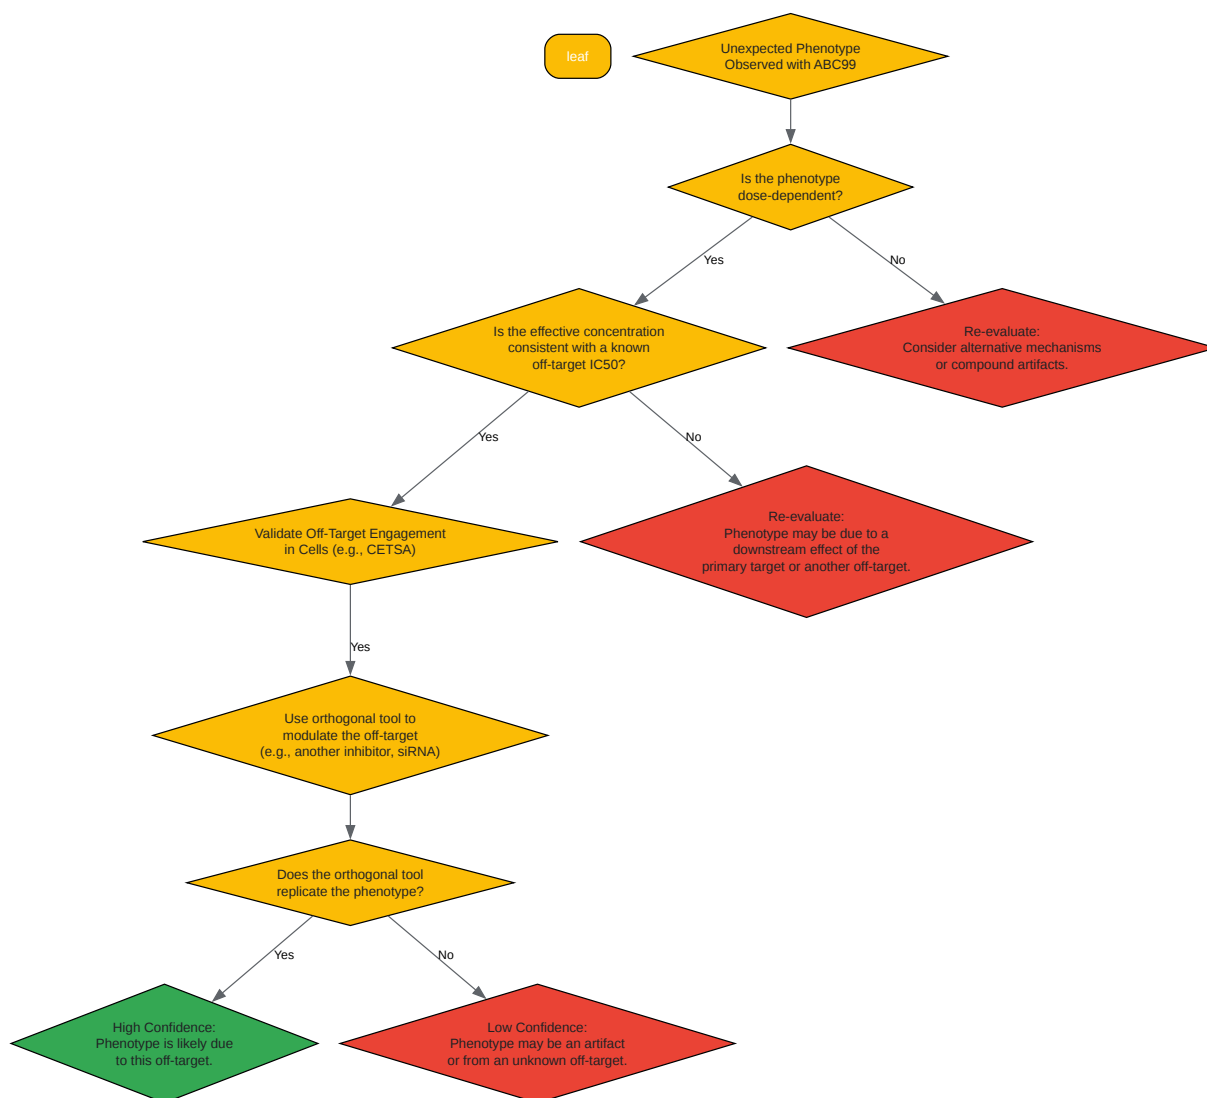 leaf
Unexpected Phenotype
Observed with ABC99
Is the phenotype
dose-dependent?
Yes
No
Is the effective concentration
consistent with a known
off-target IC50?
Re-evaluate:
Consider alternative mechanisms
or compound artifacts.
Yes
No
Validate Off-Target Engagement
in Cells (e.g., CETSA)
Re-evaluate:
Phenotype may be due to a
downstream effect of the
primary target or another off-target.
Yes
Use orthogonal tool to
modulate the off-target
(e.g., another inhibitor, siRNA)
Does the orthogonal tool
replicate the phenotype?
Yes
No
High Confidence:
Phenotype is likely due
to this off-target.
Low Confidence:
Phenotype may be an artifact
or from an unknown off-target.